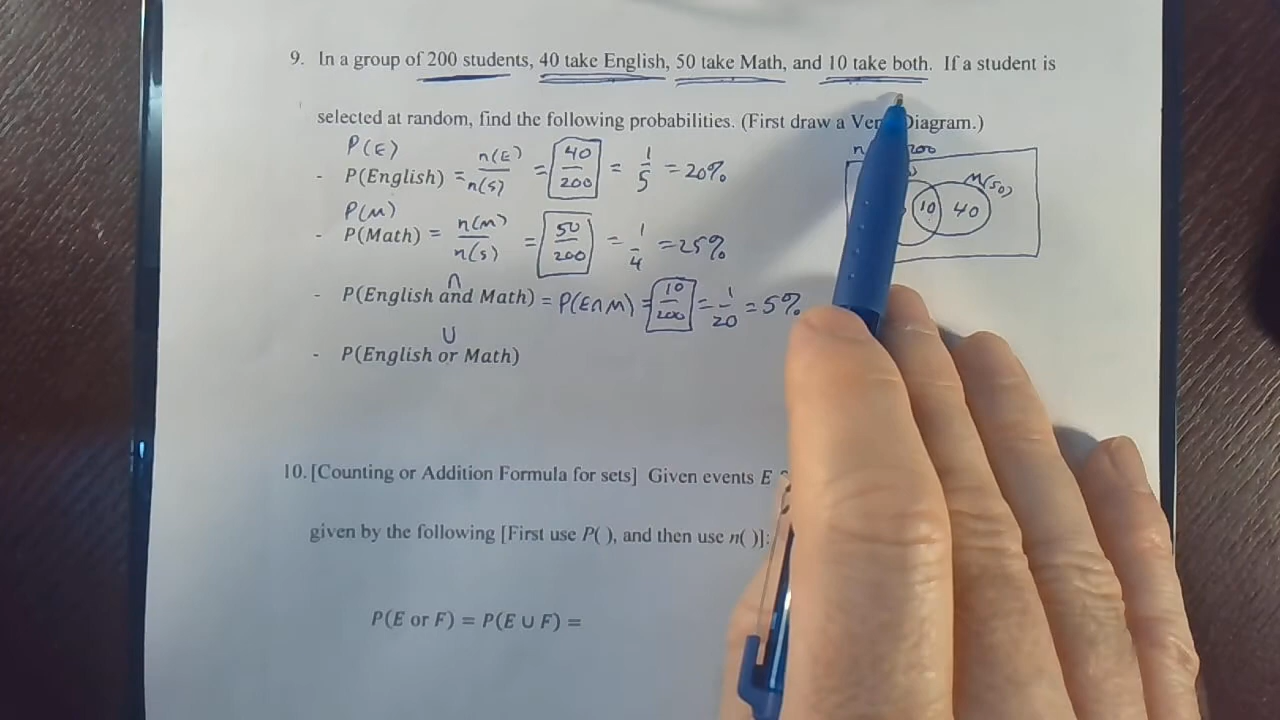 9. In a group of 200 students, 40 take English, 50 take Math, and 10 take both. If a student is
selected at random, find the following probabilities. (First draw a Ven Diagram.)
n 200
P(E)
- P(English) = n(E)/n(S) = 40/200 = 1/5 = 20%
M(50)
10 40
P(M)
- P(Math) = n(M)/n(S) = 50/200 = 1/4 = 25%
∩
- P(English and Math) = P(E∩M) = 10/200 = 1/20 = 5%
∪
- P(English or Math)
10. [Counting or Addition Formula for sets] Given events E
given by the following [First use P( ), and then use n( )]:
P(E or F) = P(E ∪ F) =